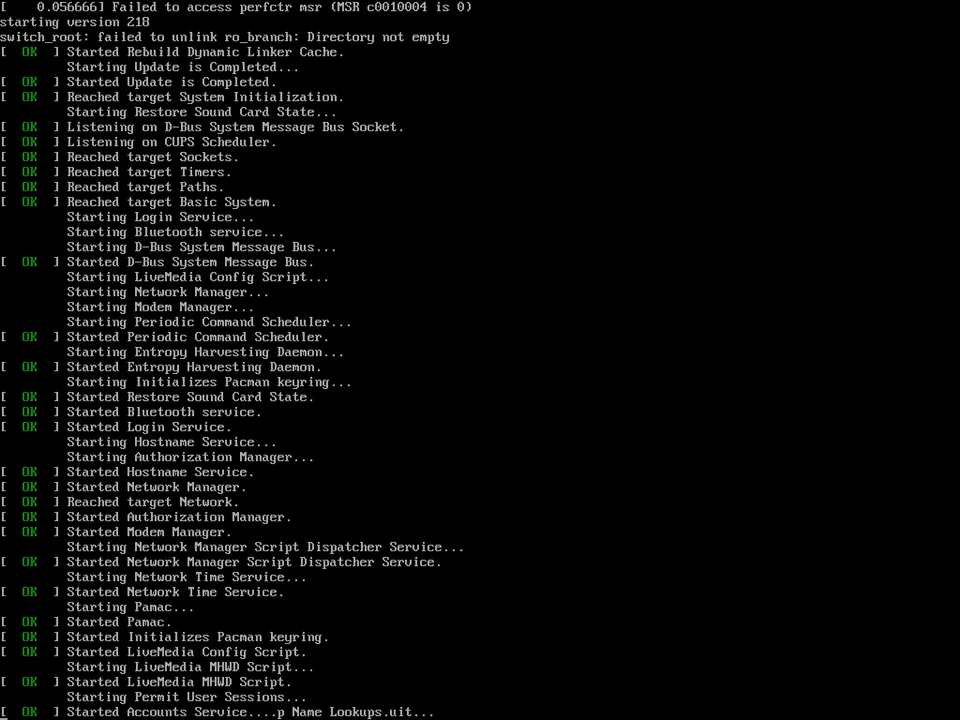 [    0.056666] Failed to access perfctr msr (MSR c0010004 is 0)
starting version 218
switch_root: failed to unlink ro_branch: Directory not empty
[  OK  ] Started Rebuild Dynamic Linker Cache.
         Starting Update is Completed...
[  OK  ] Started Update is Completed.
[  OK  ] Reached target System Initialization.
         Starting Restore Sound Card State...
[  OK  ] Listening on D-Bus System Message Bus Socket.
[  OK  ] Listening on CUPS Scheduler.
[  OK  ] Reached target Sockets.
[  OK  ] Reached target Timers.
[  OK  ] Reached target Paths.
[  OK  ] Reached target Basic System.
         Starting Login Service...
         Starting Bluetooth service...
         Starting D-Bus System Message Bus...
[  OK  ] Started D-Bus System Message Bus.
         Starting LiveMedia Config Script...
         Starting Network Manager...
         Starting Modem Manager...
         Starting Periodic Command Scheduler...
[  OK  ] Started Periodic Command Scheduler.
         Starting Entropy Harvesting Daemon...
[  OK  ] Started Entropy Harvesting Daemon.
         Starting Initializes Pacman keyring...
[  OK  ] Started Restore Sound Card State.
[  OK  ] Started Bluetooth service.
[  OK  ] Started Login Service.
         Starting Hostname Service...
         Starting Authorization Manager...
[  OK  ] Started Hostname Service.
[  OK  ] Started Network Manager.
[  OK  ] Reached target Network.
[  OK  ] Started Authorization Manager.
[  OK  ] Started Modem Manager.
         Starting Network Manager Script Dispatcher Service...
[  OK  ] Started Network Manager Script Dispatcher Service.
         Starting Network Time Service...
[  OK  ] Started Network Time Service.
         Starting Pamac...
[  OK  ] Started Pamac.
[  OK  ] Started Initializes Pacman keyring.
[  OK  ] Started LiveMedia Config Script.
         Starting LiveMedia MHWD Script...
[  OK  ] Started LiveMedia MHWD Script.
         Starting Permit User Sessions...
[  OK  ] Started Accounts Service....p Name Lookups.uit...